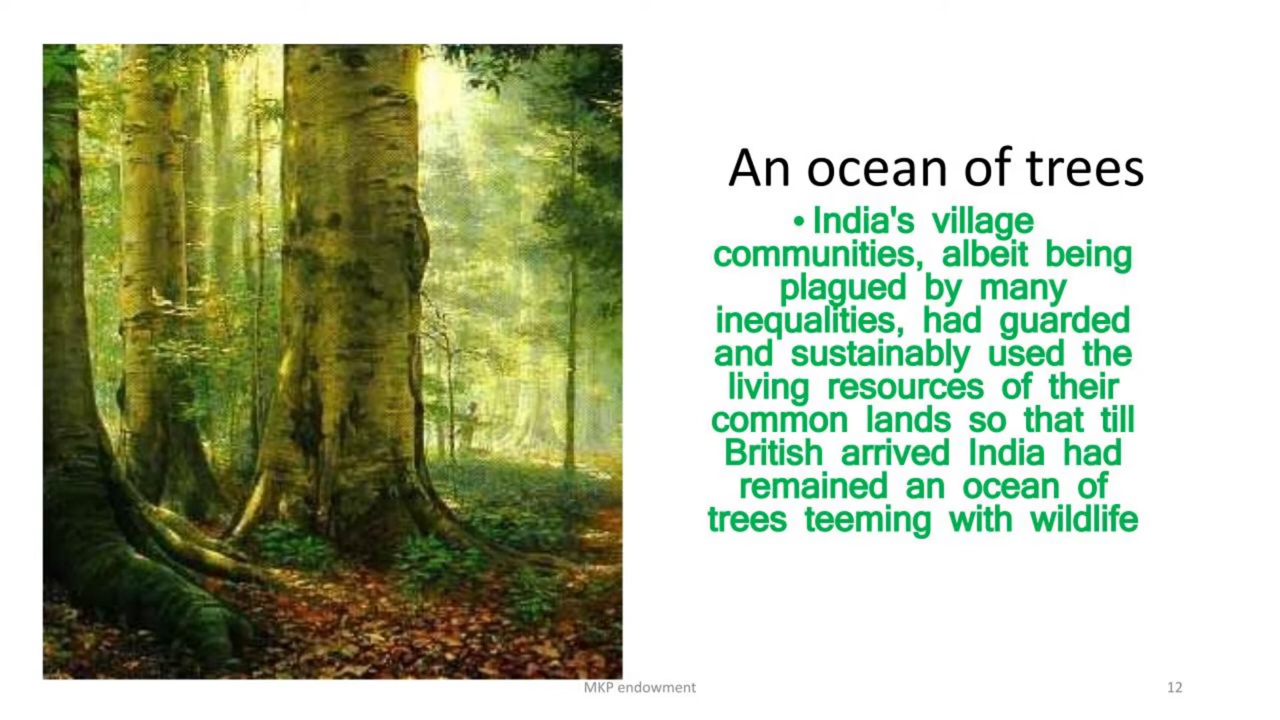 An ocean of trees
• India's village
communities, albeit being
plagued by many
inequalities, had guarded
and sustainably used the
living resources of their
common lands so that till
British arrived India had
remained an ocean of
trees teeming with wildlife
MKP endowment
12